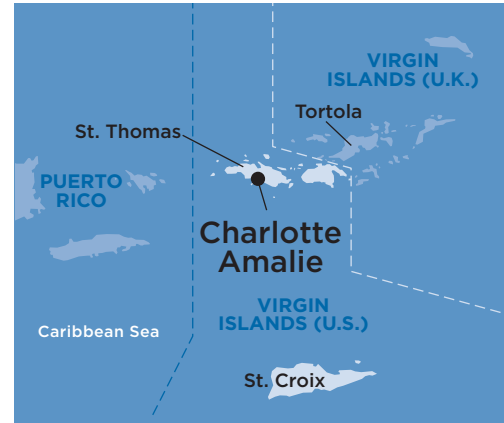 VIRGIN
ISLANDS (U.K.)
Tortola
St. Thomas
PUERTO
RICO
Charlotte
Amalie
VIRGIN
ISLANDS (U.S.)
Caribbean Sea
St. Croix